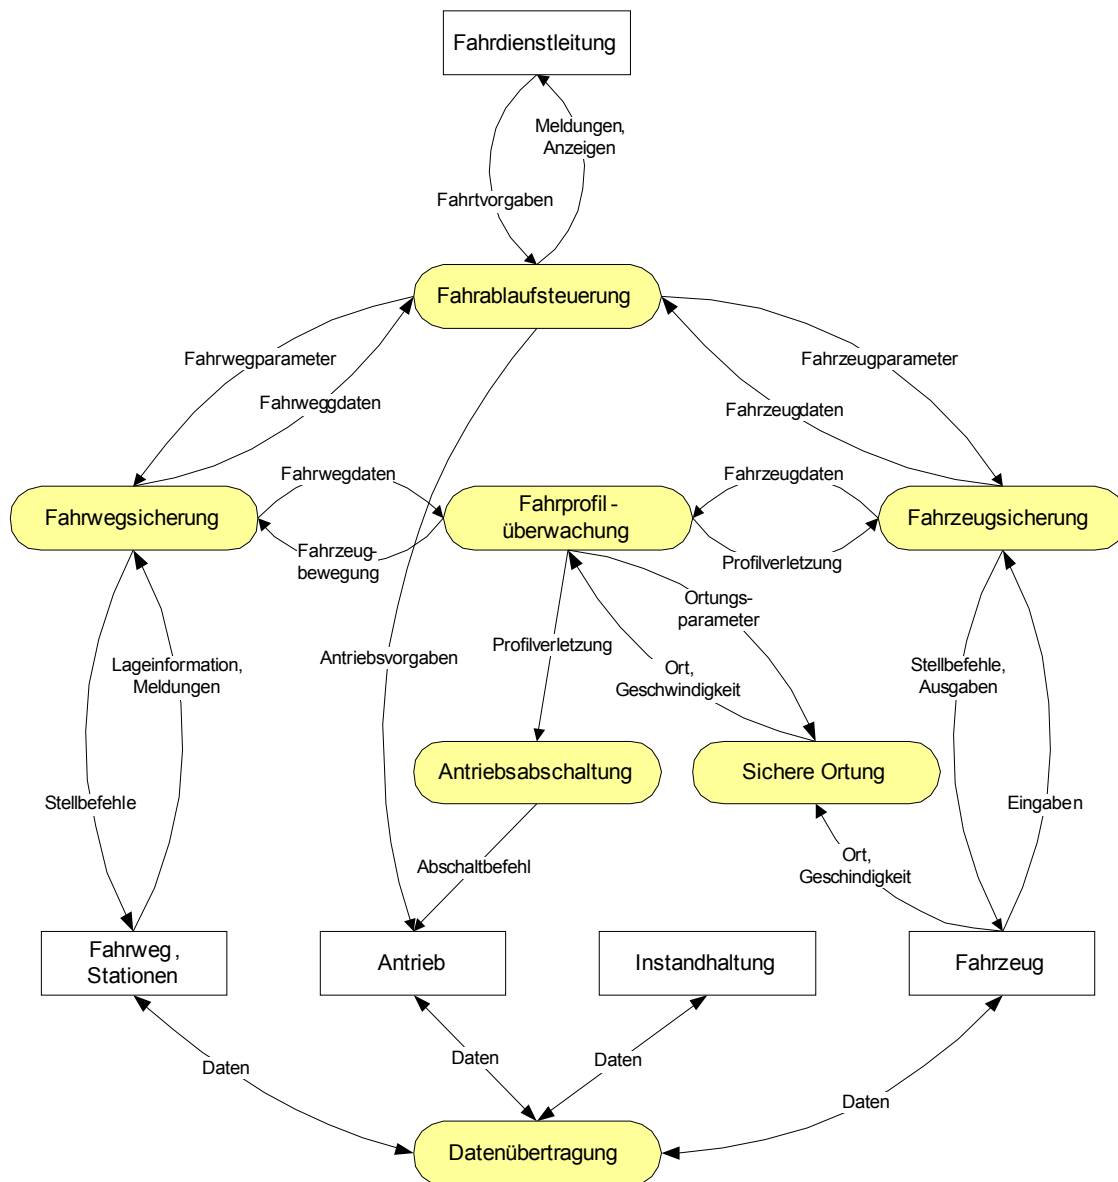 Fahrdienstleitung
Meldungen,
Anzeigen
Fahrtvorgaben
Fahrablaufsteuerung
Fahrwegparameter
Fahrzeugparameter
Fahrweggdaten
Fahrzeugdaten
Fahrwegdaten
Fahrzeugdaten
Fahrwegsicherung
Fahrprofil -
überwachung
Fahrzeugsicherung
Fahrzeug-
bewegung
Profilverletzung
Ortungs-
parameter
Profilverletzung
Antriebsvorgaben
Lageinformation,
Meldungen
Ort,
Geschwindigkeit
Stellbefehle,
Ausgaben
Antriebsabschaltung
Sichere Ortung
Stellbefehle
Eingaben
Abschaltbefehl
Ort,
Geschindigkeit
Fahrweg ,
Stationen
Antrieb
Instandhaltung
Fahrzeug
Daten
Daten
Daten
Daten
Datenübertragung